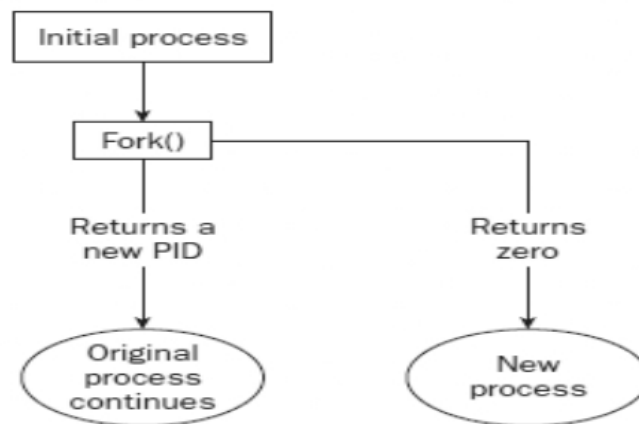 Initial process
Fork()
Returns a
new PID
Returns
zero
Original
process
continues
New
process